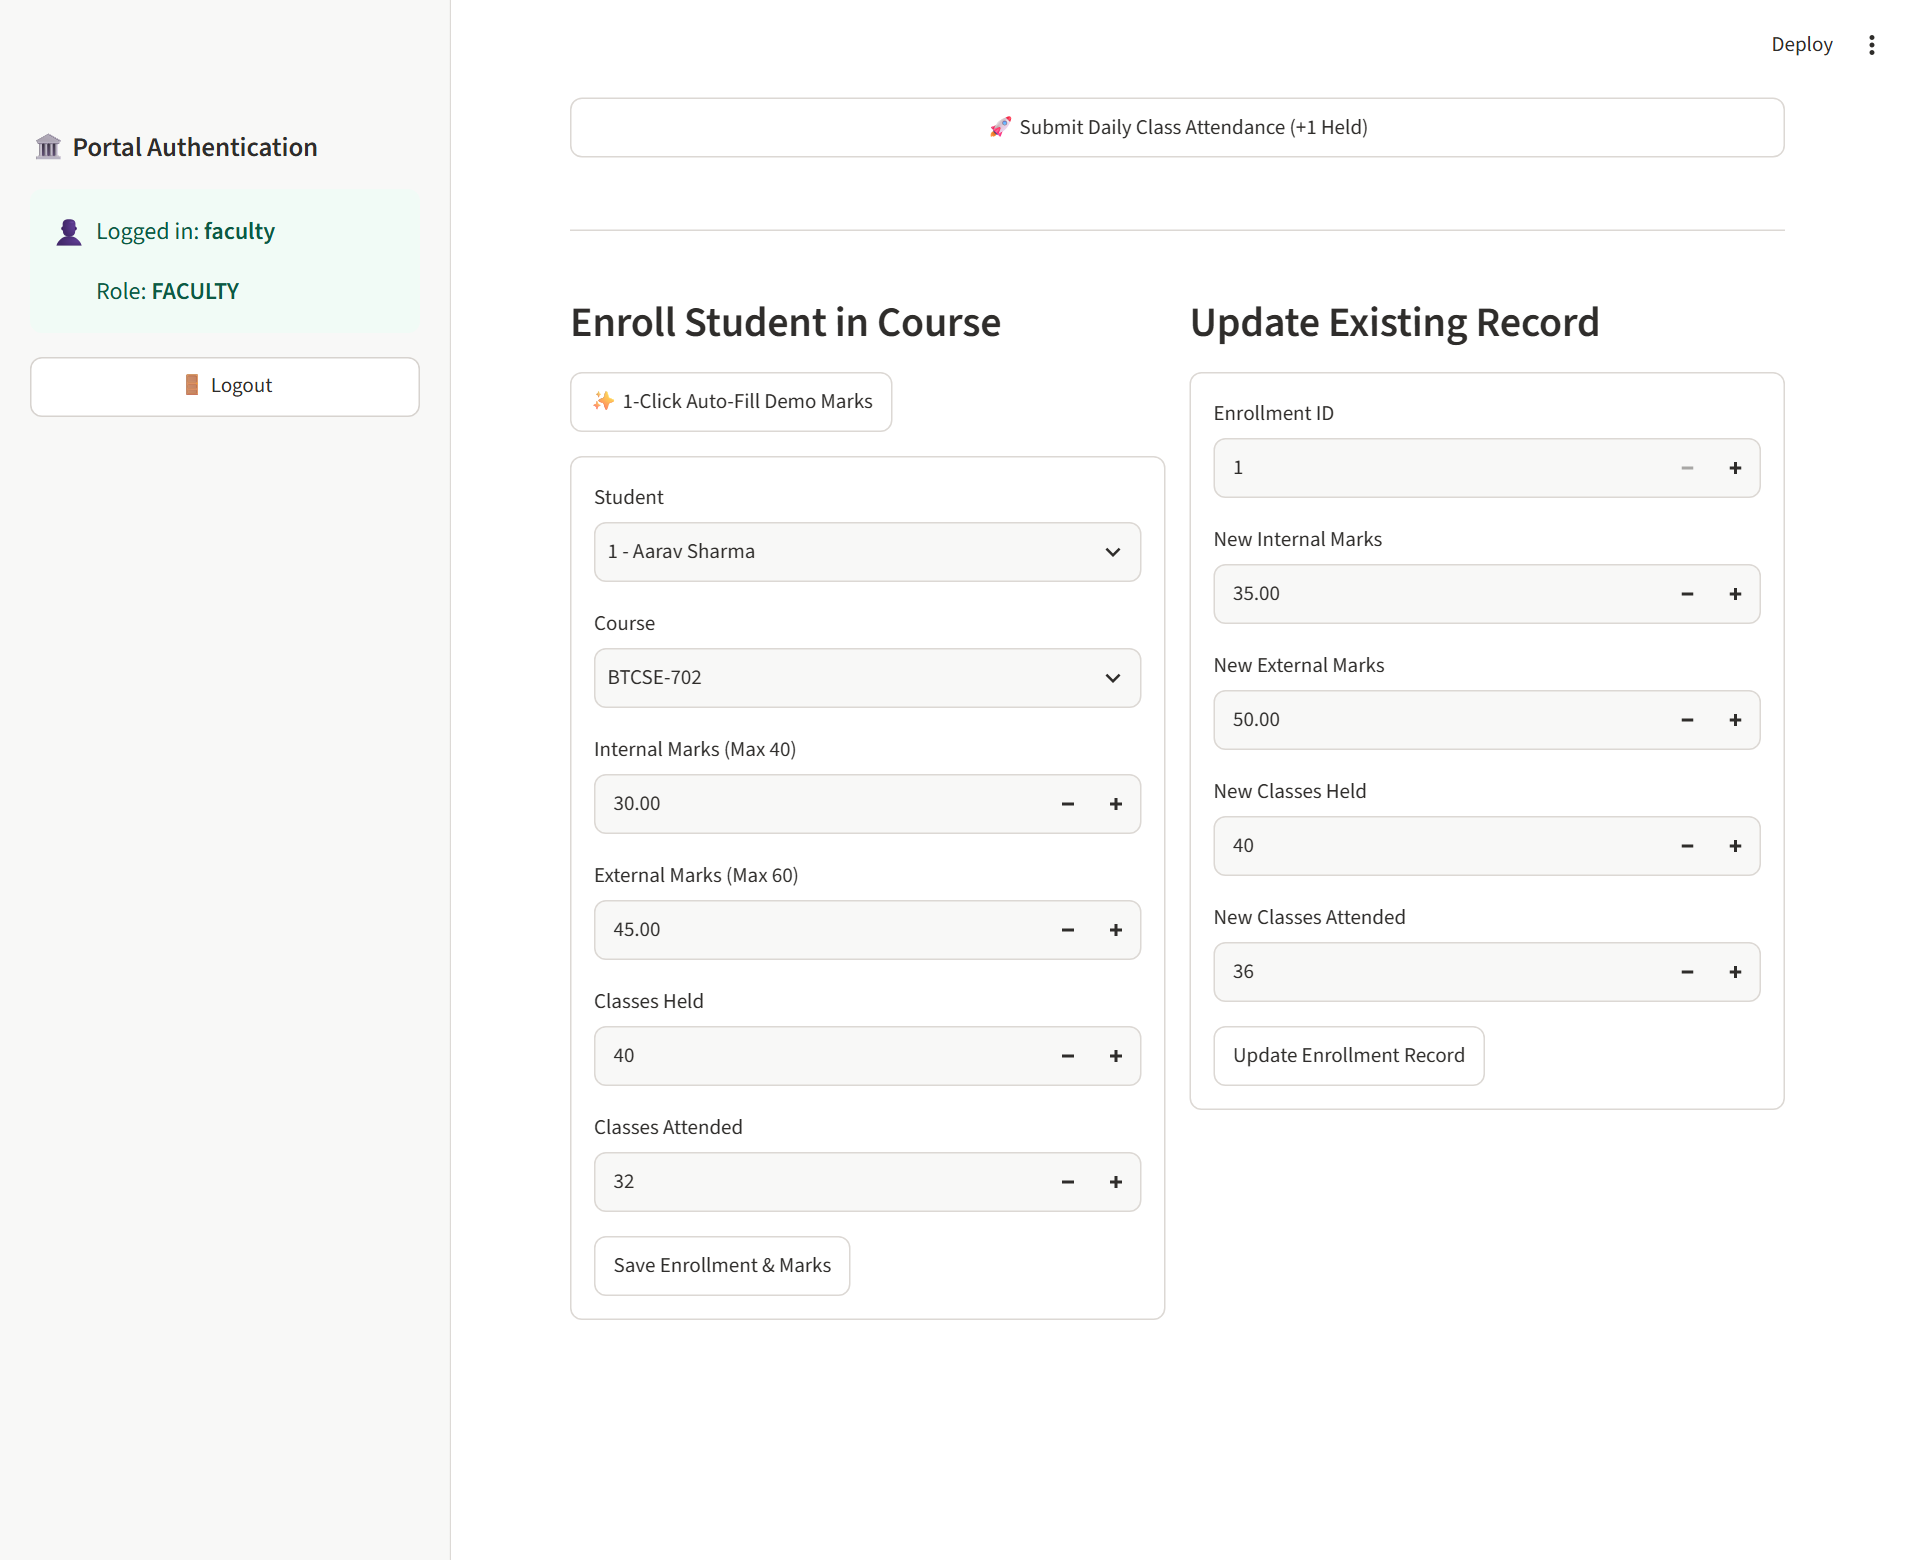 Deploy
Portal Authentication
Logged in: faculty
Role: FACULTY
Logout
Submit Daily Class Attendance (+1 Held)
Enroll Student in Course
1-Click Auto-Fill Demo Marks
Student
1 - Aarav Sharma
Course
BTCSE-702
Internal Marks (Max 40)
30.00
External Marks (Max 60)
45.00
Classes Held
40
Classes Attended
32
Save Enrollment & Marks
Update Existing Record
Enrollment ID
1
New Internal Marks
35.00
New External Marks
50.00
New Classes Held
40
New Classes Attended
36
Update Enrollment Record